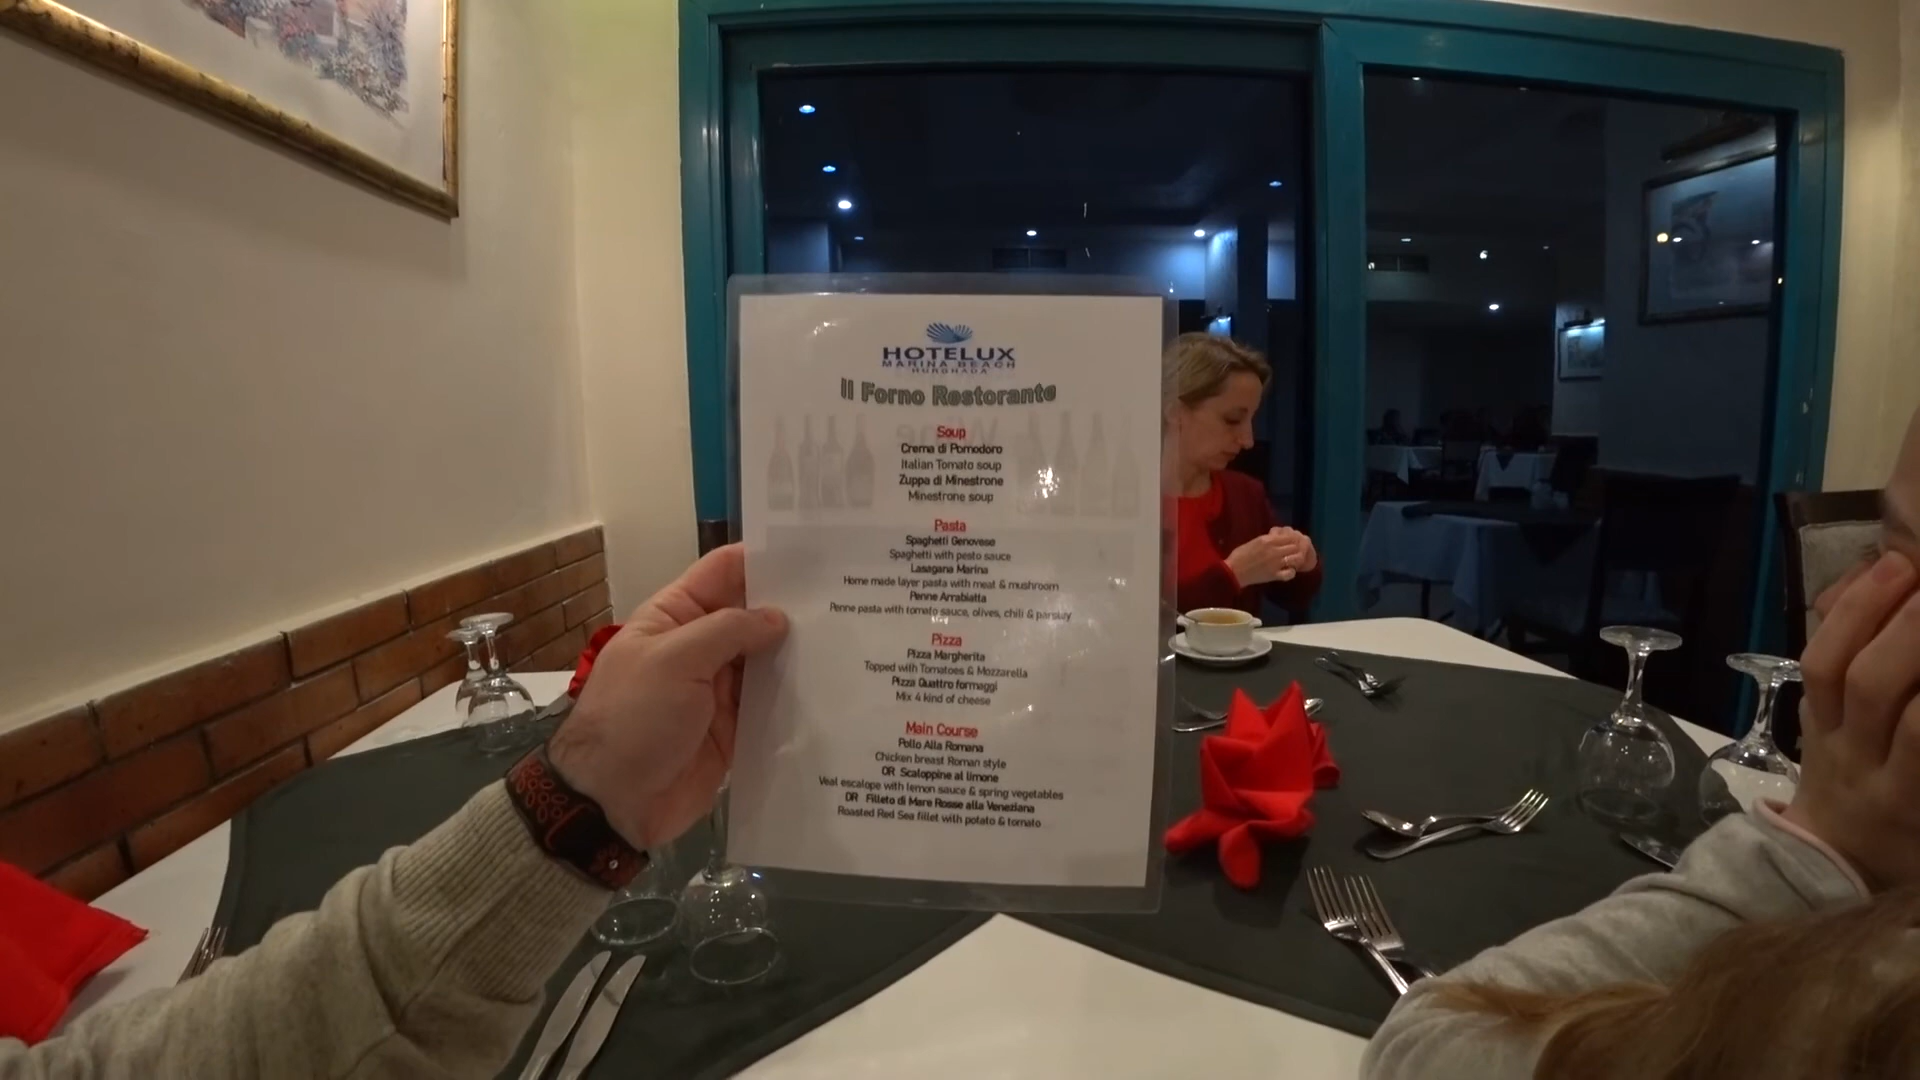 HOTELUX
MARINA BEACH
HURGHADA
Il Forno Restorante
Soup
Crema di Pomodoro
Italian Tomato soup
Zuppa di Minestrone
Minestrone soup
Pasta
Spaghetti Genovese
Spaghetti with pesto sauce
Lasagana Marina
Home made layer pasta with meat & mushroom
Penne Arrabiatta
Penne pasta with tomato sauce, olives, chili & parsley
Pizza
Pizza Margherita
Topped with Tomatoes & Mozzarella
Pizza Quattro formaggi
Mix 4 kind of cheese
Main Course
Pollo Alla Romana
Chicken breast Roman style
OR Scaloppine al limone
Veal escalope with lemon sauce & spring vegetables
OR Filleto di Mare Rosse alla Veneziana
Roasted Red Sea fillet with potato & tomato